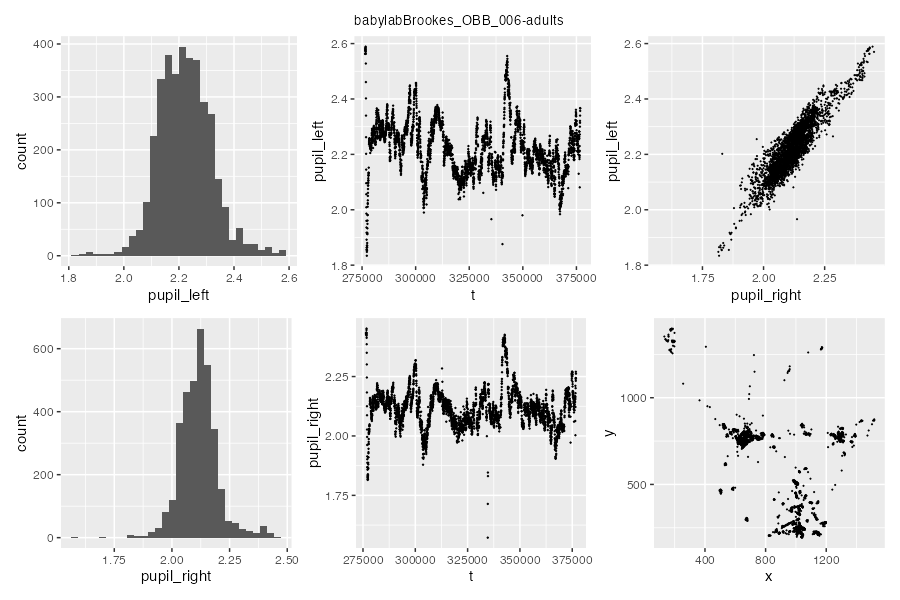 babylabBrookes_OBB_006-adults
count
400
300
200
100
0
1.8 2.0 2.2 2.4 2.6
pupil_left
pupil_left
2.6
2.4
2.2
2.0
1.8
275000 300000 325000 350000 375000
t
pupil_left
2.6
2.4
2.2
2.0
1.8
1.75 2.00 2.25
pupil_right
count
600
400
200
0
1.75 2.00 2.25 2.50
pupil_right
pupil_right
2.25
2.00
1.75
275000 300000 325000 350000 375000
t
y
1000
500
400 800 1200
x